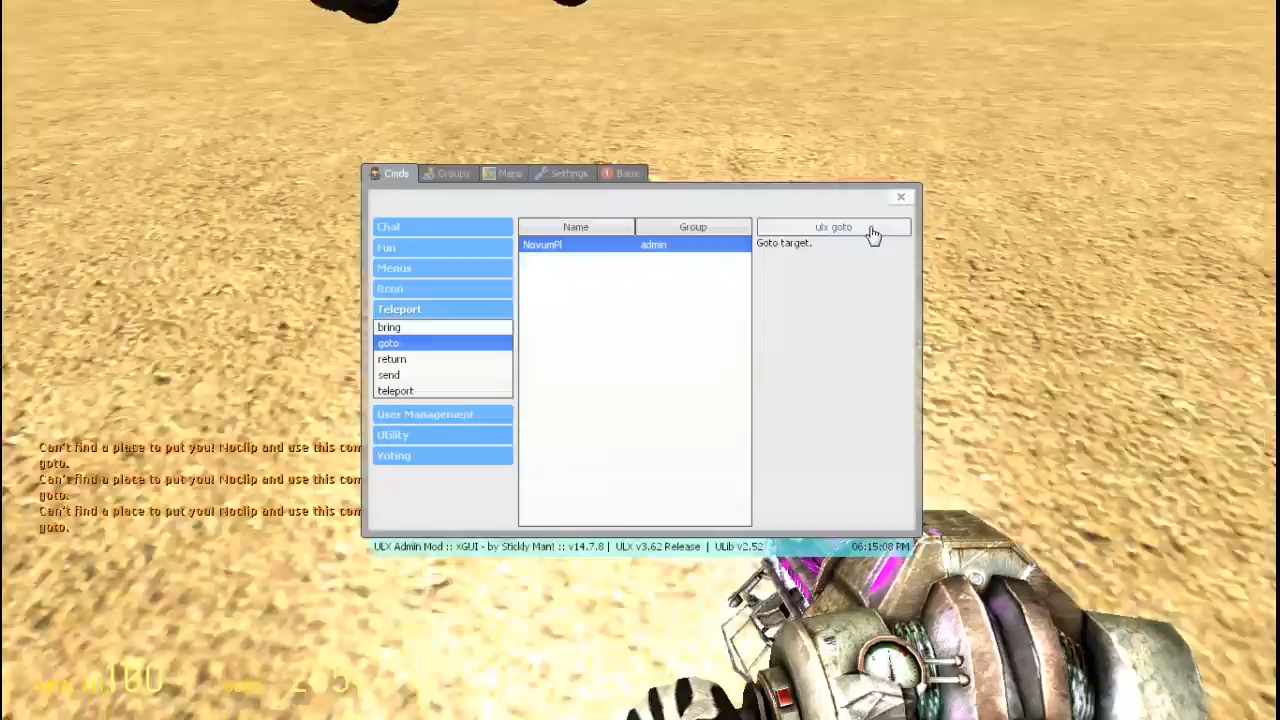 Cmds Groups Maps Settings Bans
Chat
Fun
Menus
Rcon
Teleport
bring
goto
return
send
teleport
User Management
Utility
Voting
Name Group
NovumPl admin
ulx goto
Goto target.
Can't find a place to put you! Noclip and use this com
goto.
Can't find a place to put you! Noclip and use this com
goto.
Can't find a place to put you! Noclip and use this com
goto.
ULX Admin Mod :: XGUI - by Stickly Man! :: v14.7.8 | ULX v3.62 Release | ULib v2.52 06:15:08 PM
100